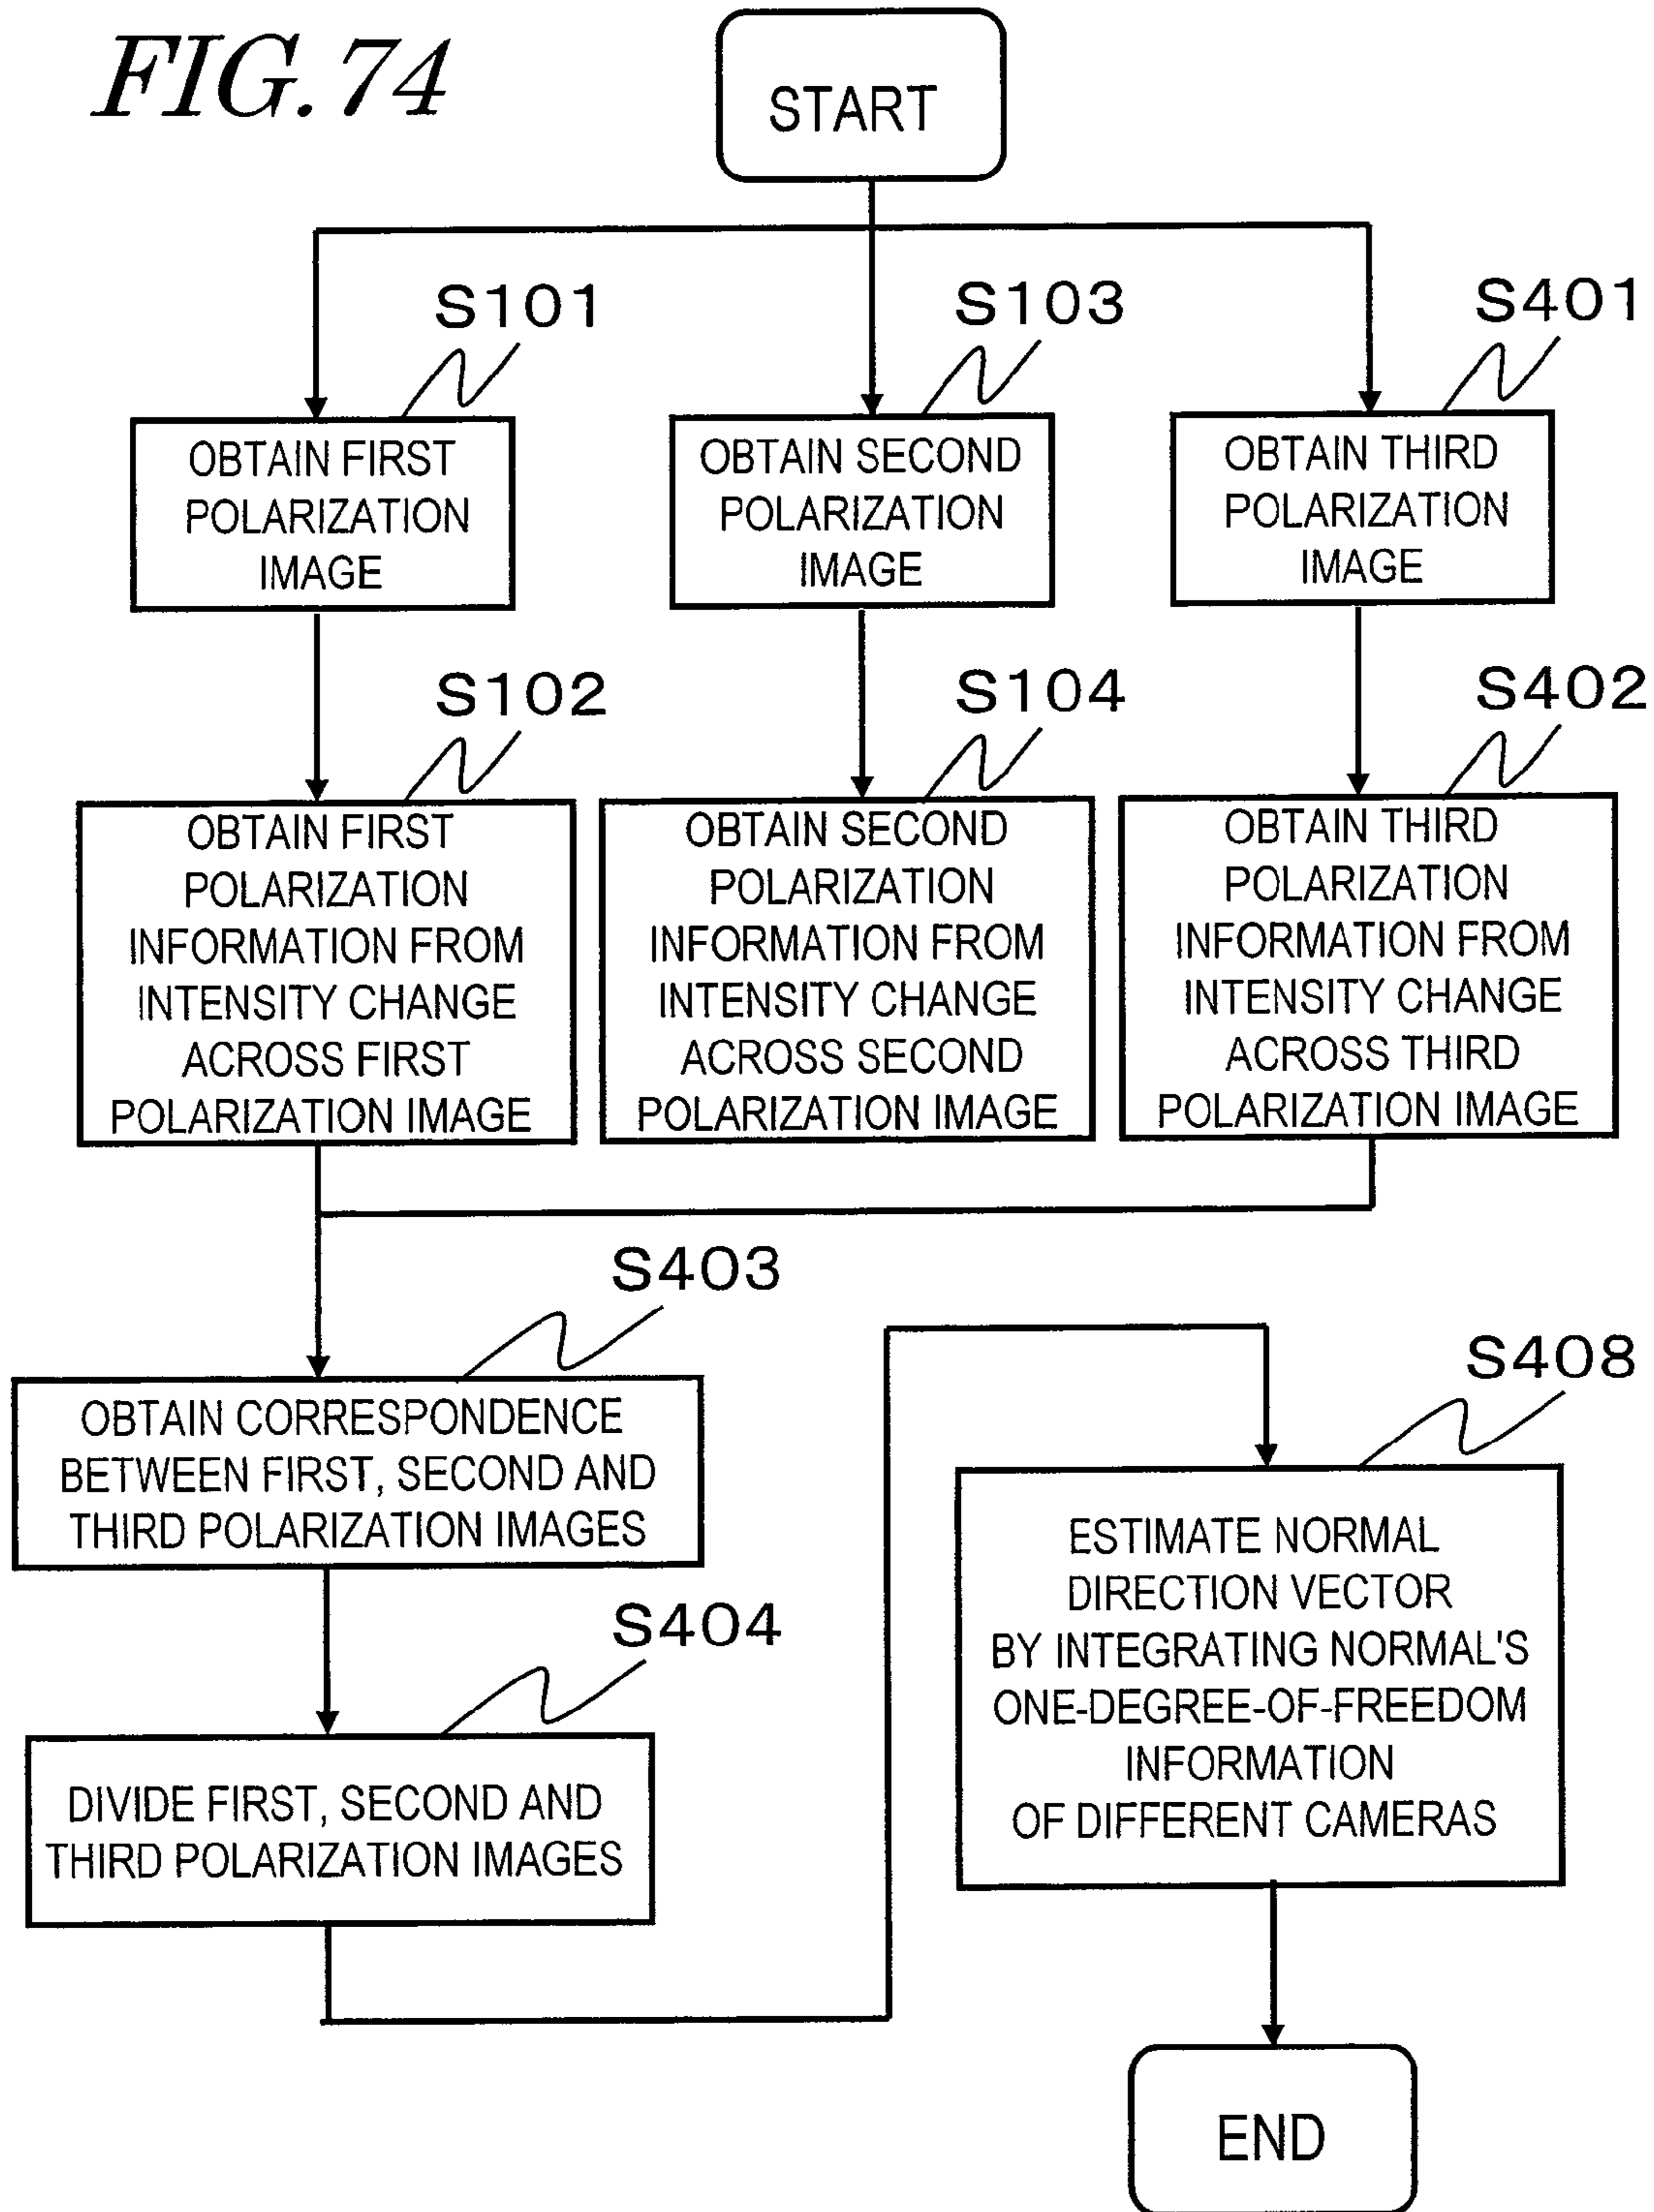 FIG. 74
START
S101
OBTAIN FIRST
POLARIZATION
IMAGE
S103
OBTAIN SECOND
POLARIZATION
IMAGE
S401
OBTAIN THIRD
POLARIZATION
IMAGE
S102
OBTAIN FIRST
POLARIZATION
INFORMATION FROM
INTENSITY CHANGE
ACROSS FIRST
POLARIZATION IMAGE
S104
OBTAIN SECOND
POLARIZATION
INFORMATION FROM
INTENSITY CHANGE
ACROSS SECOND
POLARIZATION IMAGE
S402
OBTAIN THIRD
POLARIZATION
INFORMATION FROM
INTENSITY CHANGE
ACROSS THIRD
POLARIZATION IMAGE
S403
OBTAIN CORRESPONDENCE
BETWEEN FIRST, SECOND AND
THIRD POLARIZATION IMAGES
S404
DIVIDE FIRST, SECOND AND
THIRD POLARIZATION IMAGES
S408
ESTIMATE NORMAL
DIRECTION VECTOR
BY INTEGRATING NORMAL'S
ONE-DEGREE-OF-FREEDOM
INFORMATION
OF DIFFERENT CAMERAS
END